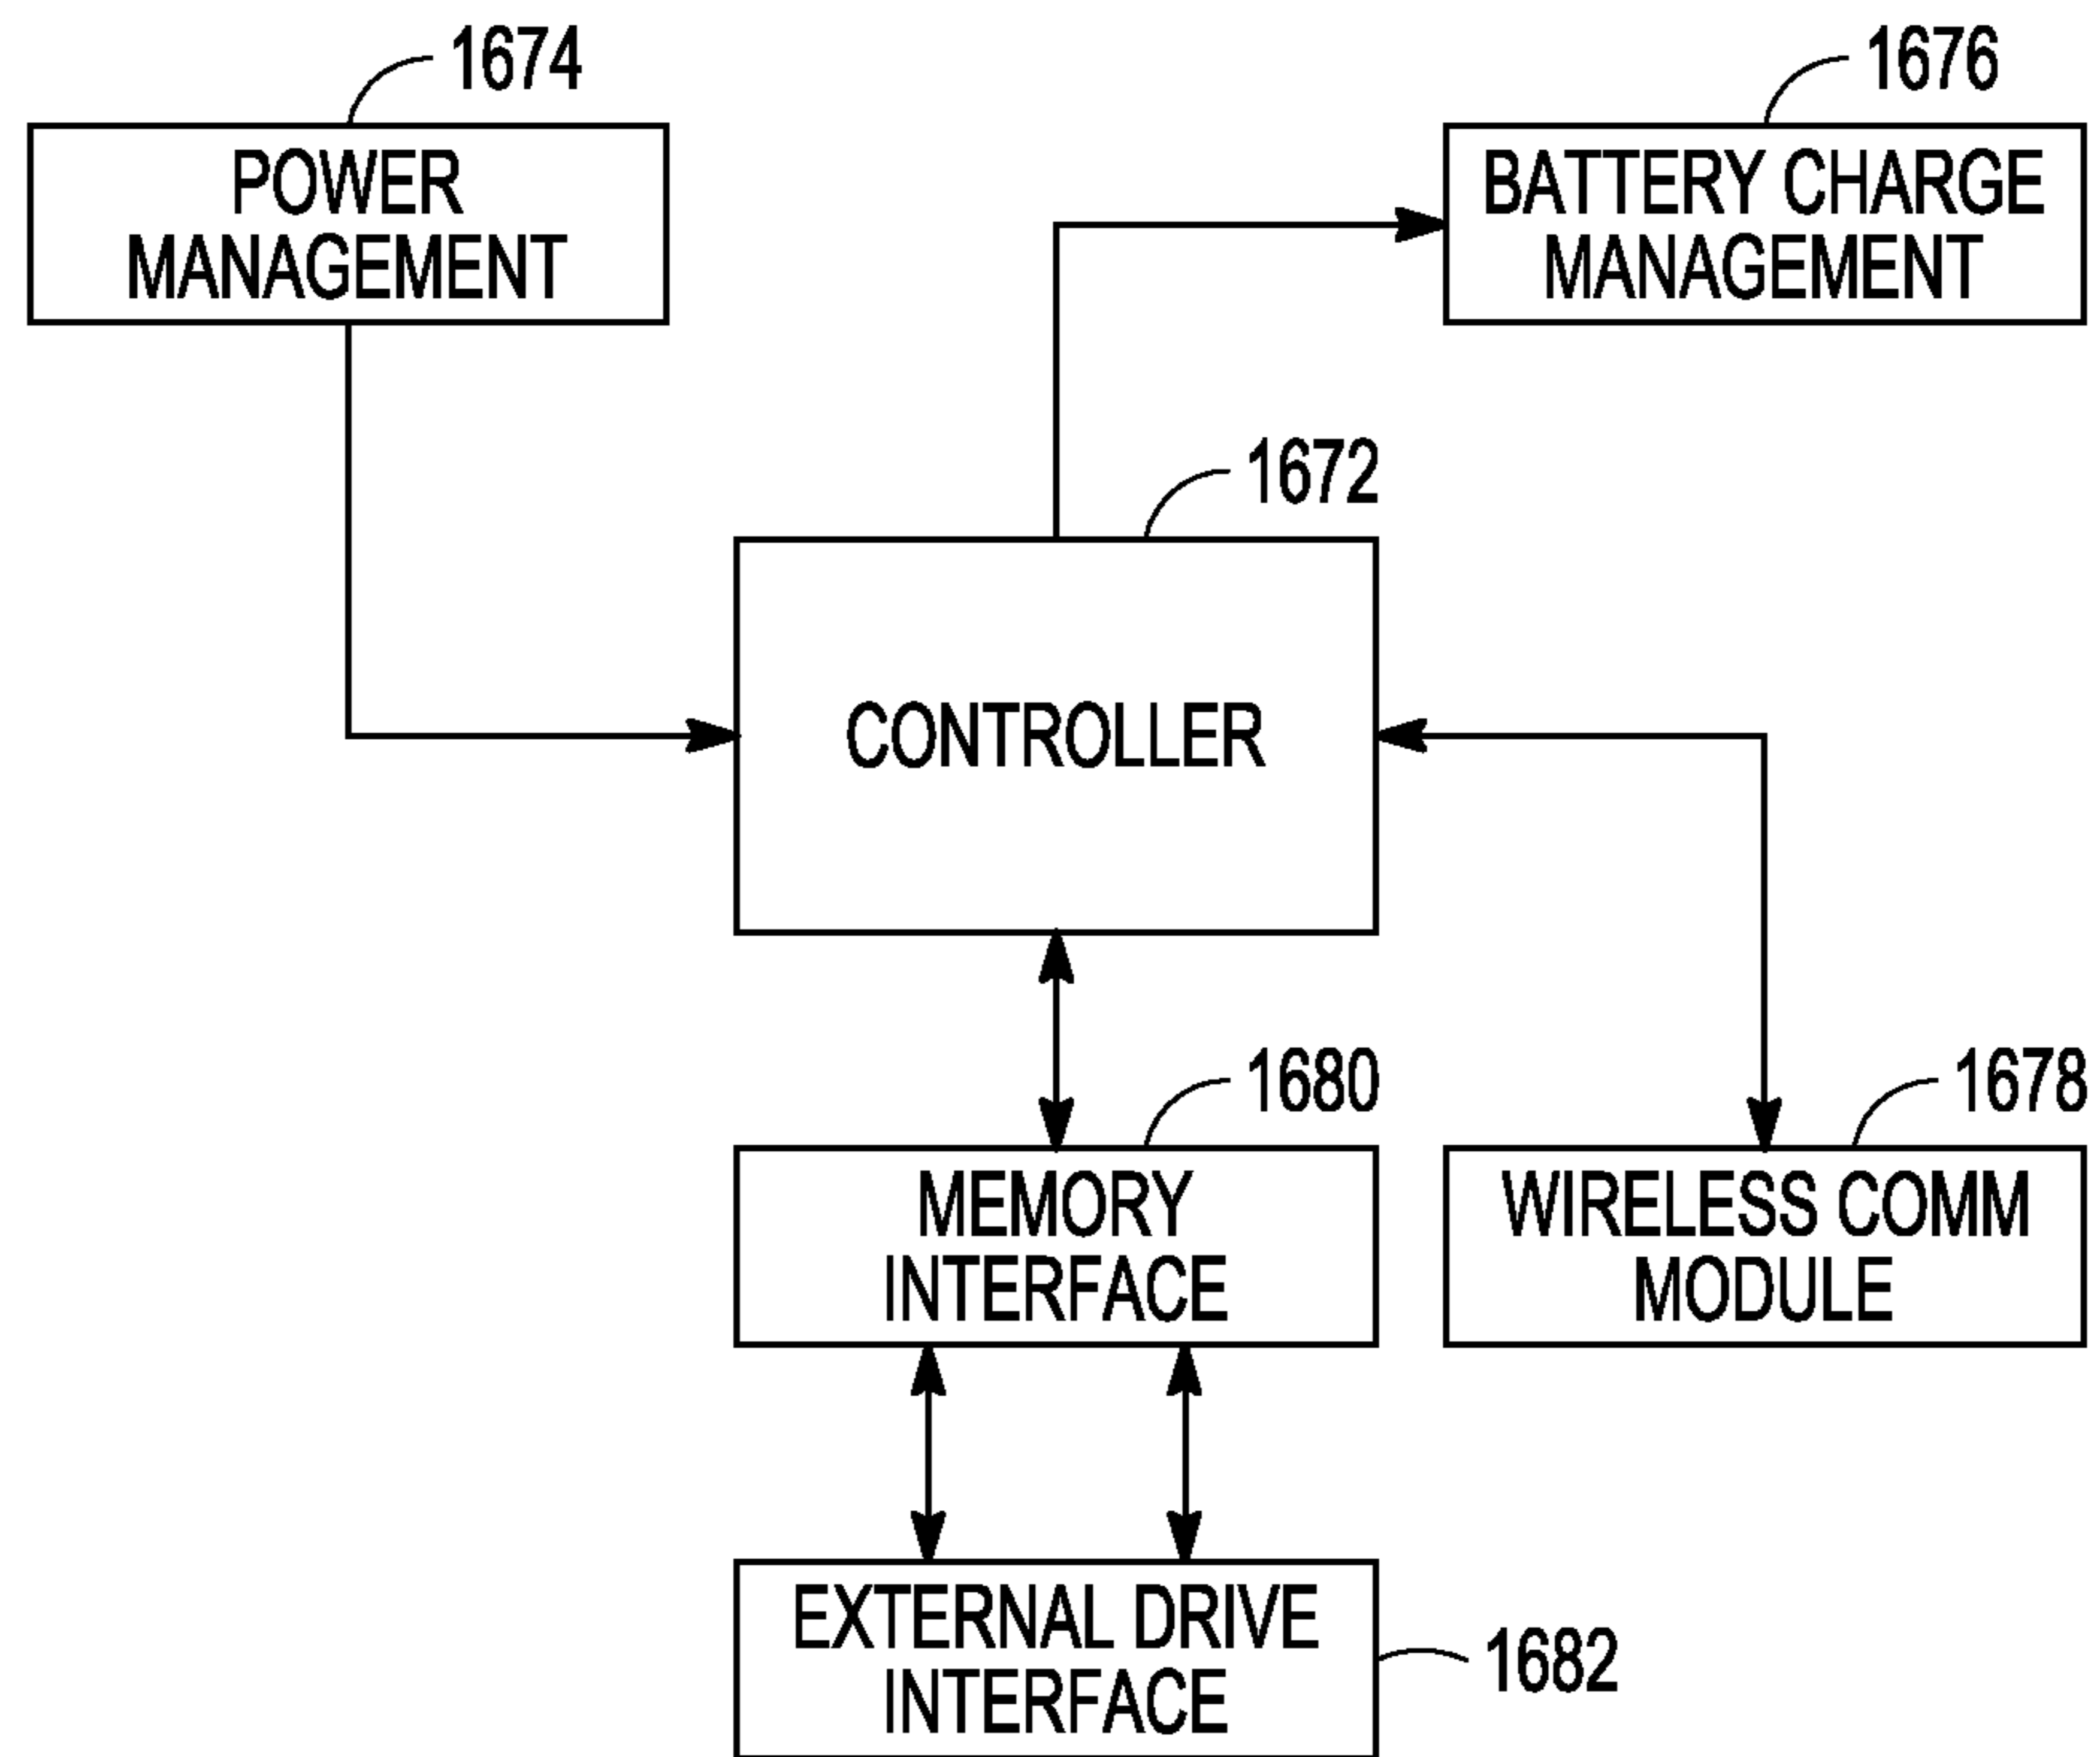 1674
POWER
MANAGEMENT
1676
BATTERY CHARGE
MANAGEMENT
1672
CONTROLLER
1680
MEMORY
INTERFACE
1678
WIRELESS COMM
MODULE
EXTERNAL DRIVE
INTERFACE
1682